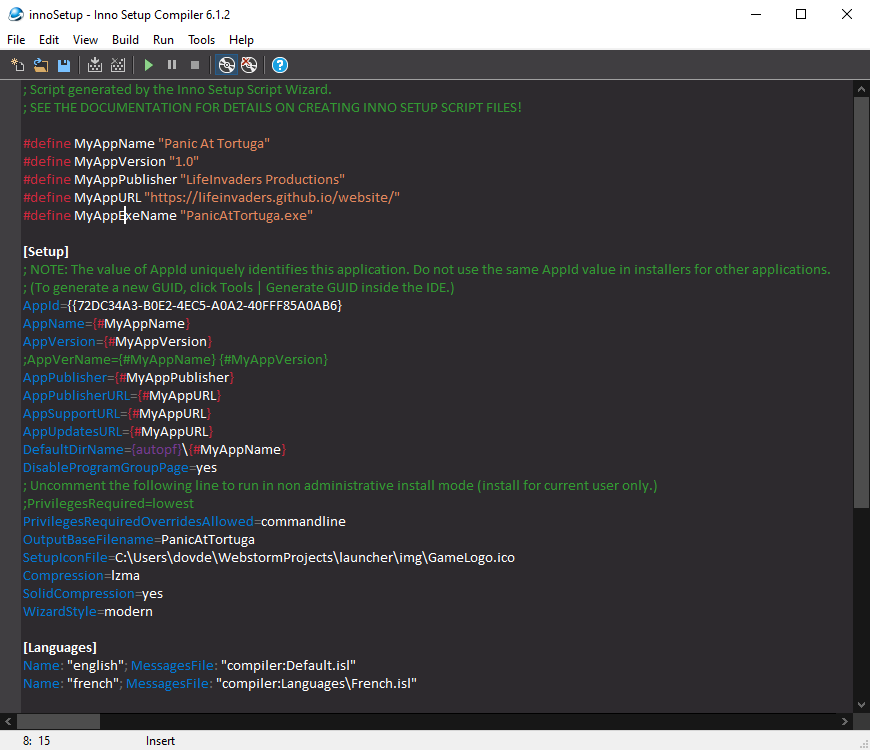 innoSetup - Inno Setup Compiler 6.1.2
File Edit View Build Run Tools Help
; Script generated by the Inno Setup Script Wizard.
; SEE THE DOCUMENTATION FOR DETAILS ON CREATING INNO SETUP SCRIPT FILES!
#define MyAppName "Panic At Tortuga"
#define MyAppVersion "1.0"
#define MyAppPublisher "LifeInvaders Productions"
#define MyAppURL "https://lifeinvaders.github.io/website/"
#define MyAppExeName "PanicAtTortuga.exe"
[Setup]
; NOTE: The value of AppId uniquely identifies this application. Do not use the same AppId value in installers for other applications.
; (To generate a new GUID, click Tools | Generate GUID inside the IDE.)
AppId={{72DC34A3-B0E2-4EC5-A0A2-40FFF85A0AB6}
AppName={#MyAppName}
AppVersion={#MyAppVersion}
;AppVerName={#MyAppName} {#MyAppVersion}
AppPublisher={#MyAppPublisher}
AppPublisherURL={#MyAppURL}
AppSupportURL={#MyAppURL}
AppUpdatesURL={#MyAppURL}
DefaultDirName={autopf}\{#MyAppName}
DisableProgramGroupPage=yes
; Uncomment the following line to run in non administrative install mode (install for current user only.)
;PrivilegesRequired=lowest
PrivilegesRequiredOverridesAllowed=commandline
OutputBaseFilename=PanicAtTortuga
SetupIconFile=C:\Users\dovde\WebstormProjects\launcher\img\GameLogo.ico
Compression=lzma
SolidCompression=yes
WizardStyle=modern
[Languages]
Name: "english"; MessagesFile: "compiler:Default.isl"
Name: "french"; MessagesFile: "compiler:Languages\French.isl"
8: 15 Insert